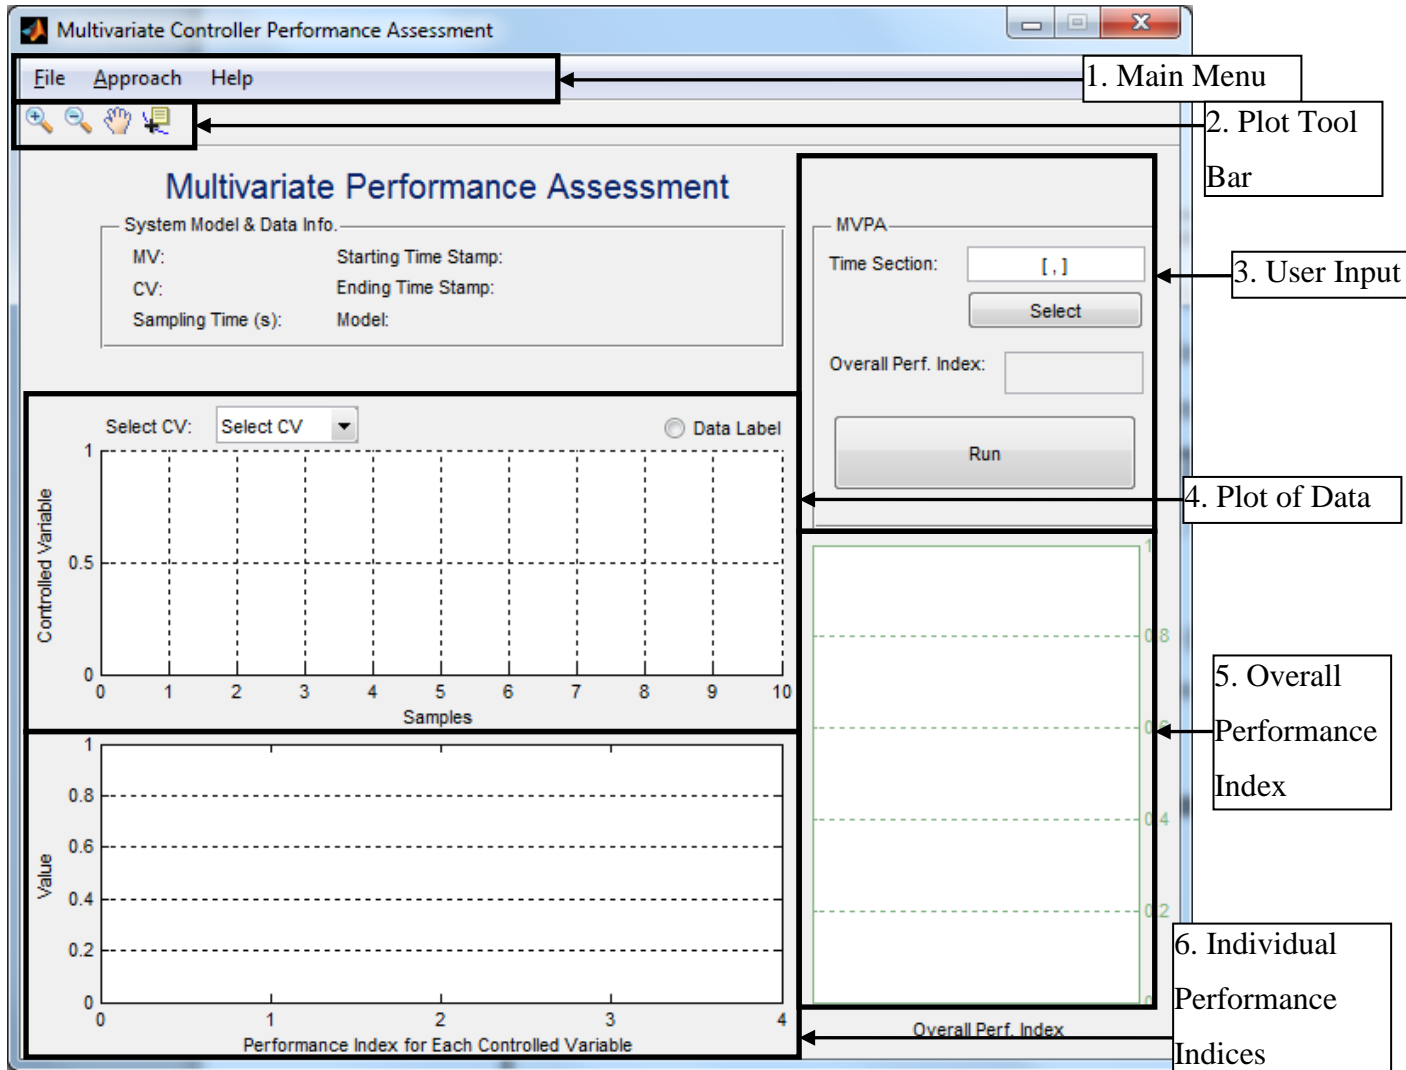 Multivariate Controller Performance Assessment
File Approach Help
1. Main Menu
2. Plot Tool
Bar
Multivariate Performance Assessment
System Model & Data Info.
MV: Starting Time Stamp:
CV: Ending Time Stamp:
Sampling Time (s): Model:
MVPA
Time Section: [ , ]
Select
Overall Perf. Index:
Run
3. User Input
Select CV: Select CV Data Label
4. Plot of Data
1
0.5
0
Controlled Variable
0 1 2 3 4 5 6 7 8 9 10
Samples
1
0.8
0.6
0.4
0.2
0
Value
0 1 2 3 4
Performance Index for Each Controlled Variable
1
0.8
0.6
0.4
0.2
0
Overall Perf. Index
5. Overall
Performance
Index
6. Individual
Performance
Indices